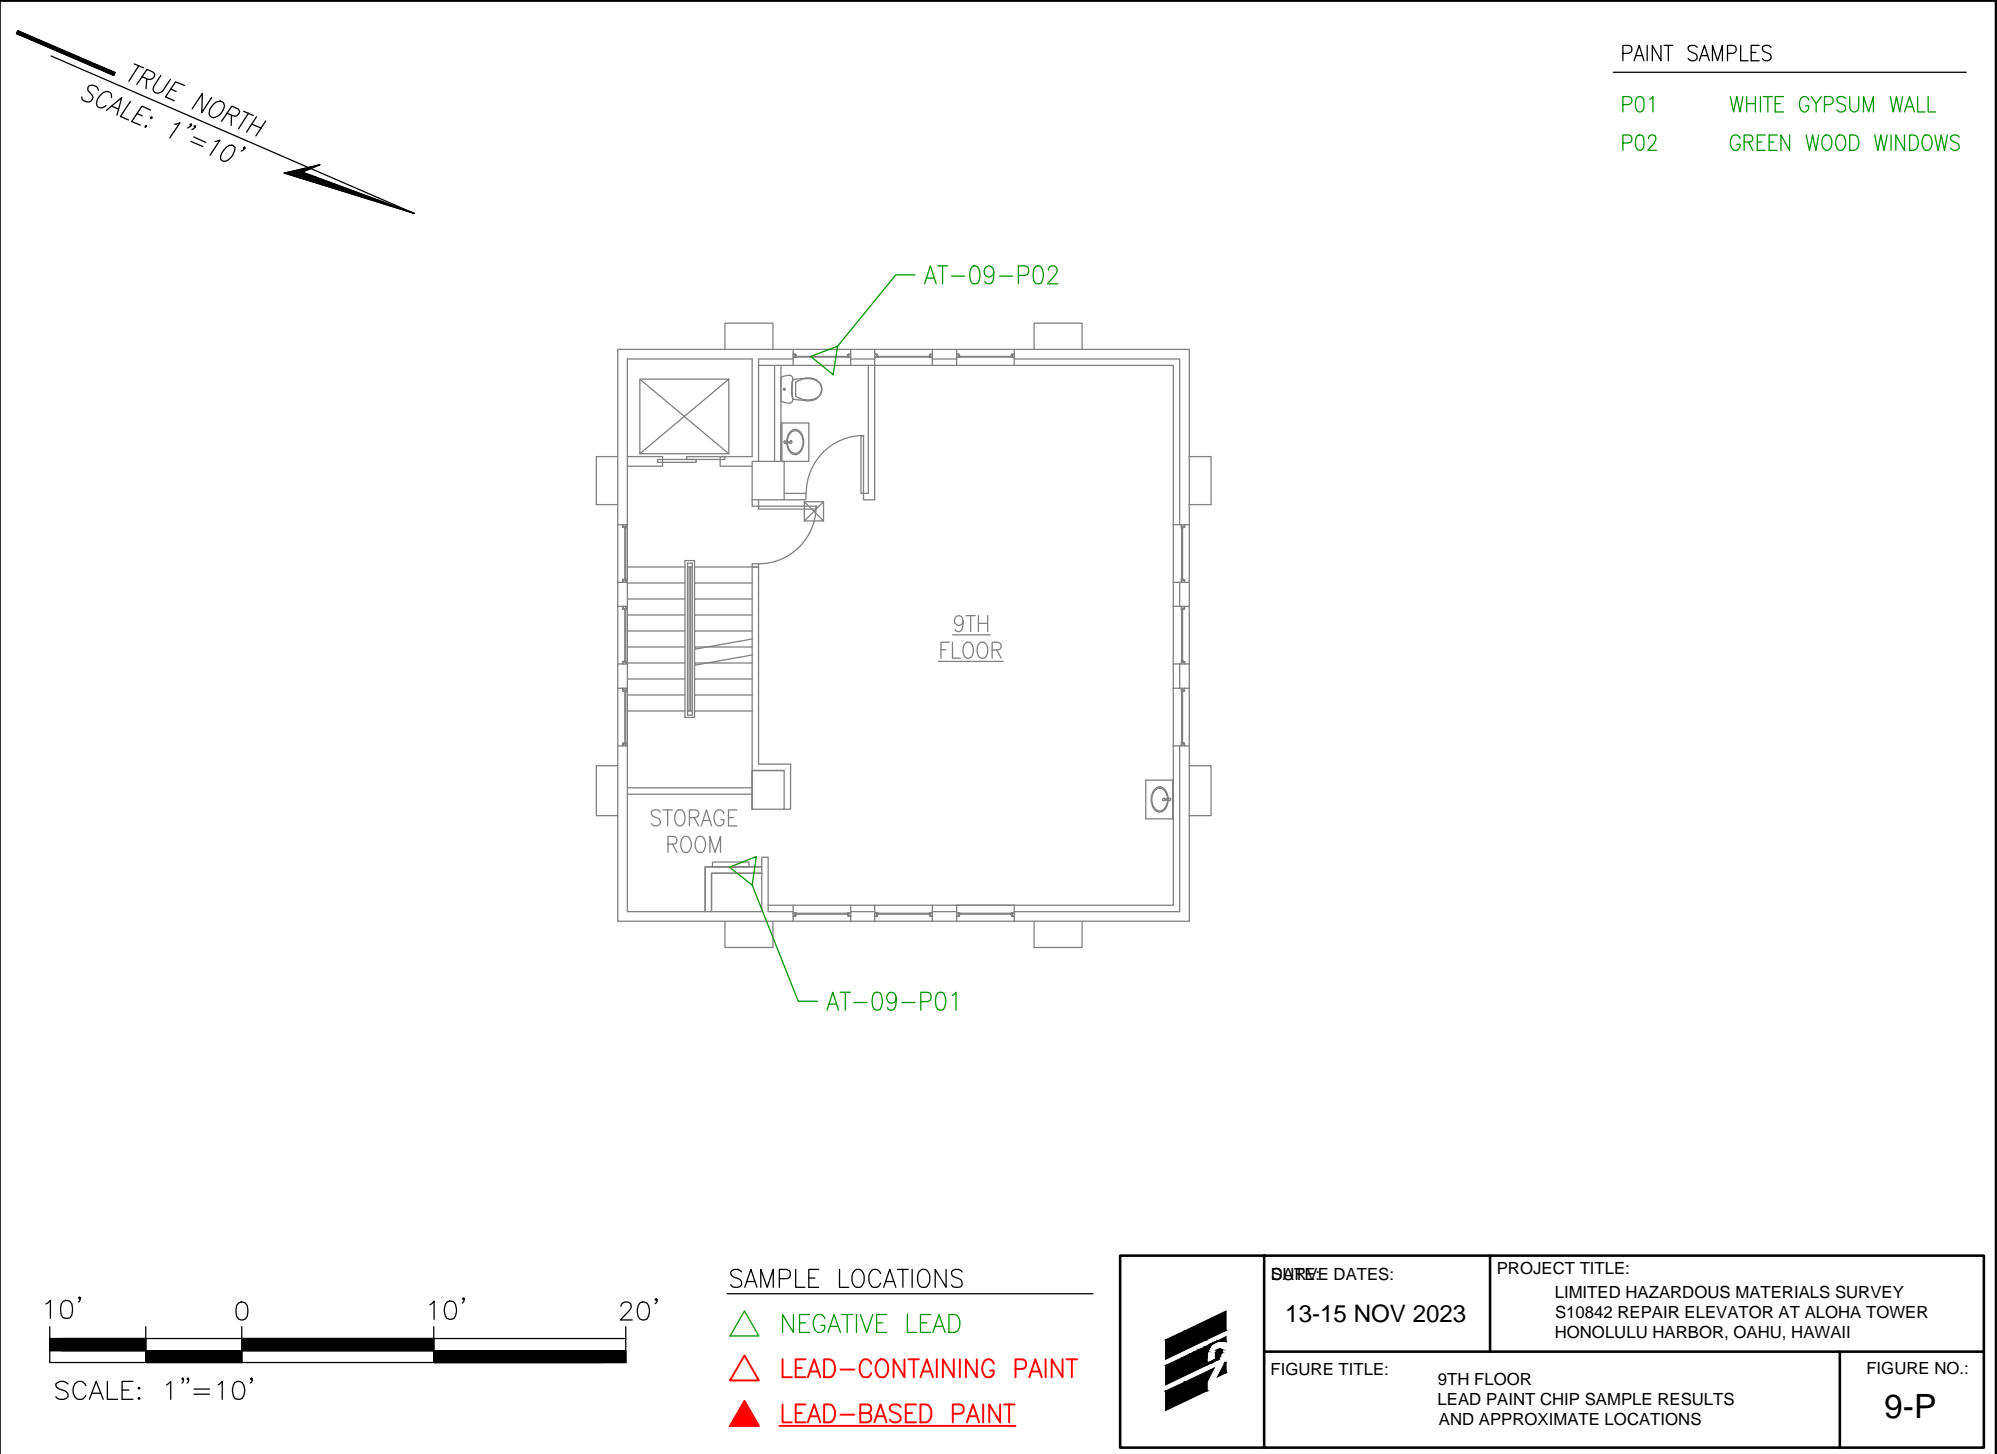 TRUE NORTH
SCALE: 1"=10'
PAINT SAMPLES
P01 WHITE GYPSUM WALL
P02 GREEN WOOD WINDOWS
AT-09-P02
9TH
FLOOR
STORAGE
ROOM
AT-09-P01
10' 0 10' 20'
SCALE: 1"=10'
SAMPLE LOCATIONS
NEGATIVE LEAD
LEAD-CONTAINING PAINT
LEAD-BASED PAINT
DATES:
13-15 NOV 2023
PROJECT TITLE:
LIMITED HAZARDOUS MATERIALS SURVEY
S10842 REPAIR ELEVATOR AT ALOHA TOWER
HONOLULU HARBOR, OAHU, HAWAII
FIGURE TITLE:
9TH FLOOR
LEAD PAINT CHIP SAMPLE RESULTS
AND APPROXIMATE LOCATIONS
FIGURE NO.:
9-P